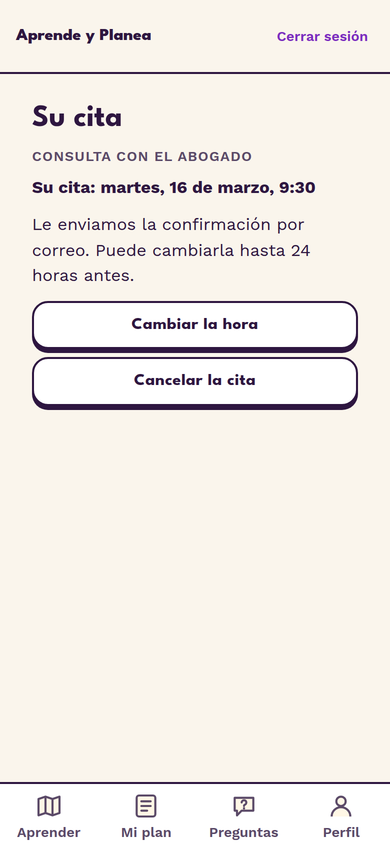 Aprende y Planea
Cerrar sesión
Su cita
CONSULTA CON EL ABOGADO
Su cita: martes, 16 de marzo, 9:30
Le enviamos la confirmación por
correo. Puede cambiarla hasta 24
horas antes.
Cambiar la hora
Cancelar la cita
Aprender
Mi plan
Preguntas
Perfil